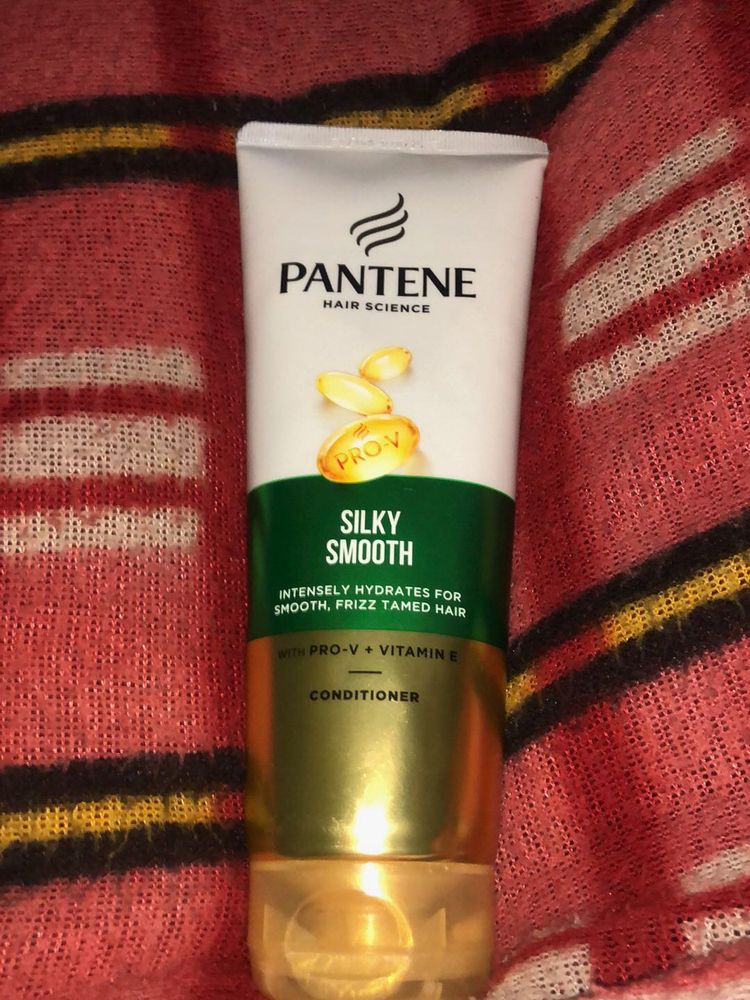 PANTENE
HAIR SCIENCE
PRO-V
SILKY
SMOOTH
INTENSELY HYDRATES FOR
SMOOTH, FRIZZ TAMED HAIR
WITH PRO-V + VITAMIN E
CONDITIONER